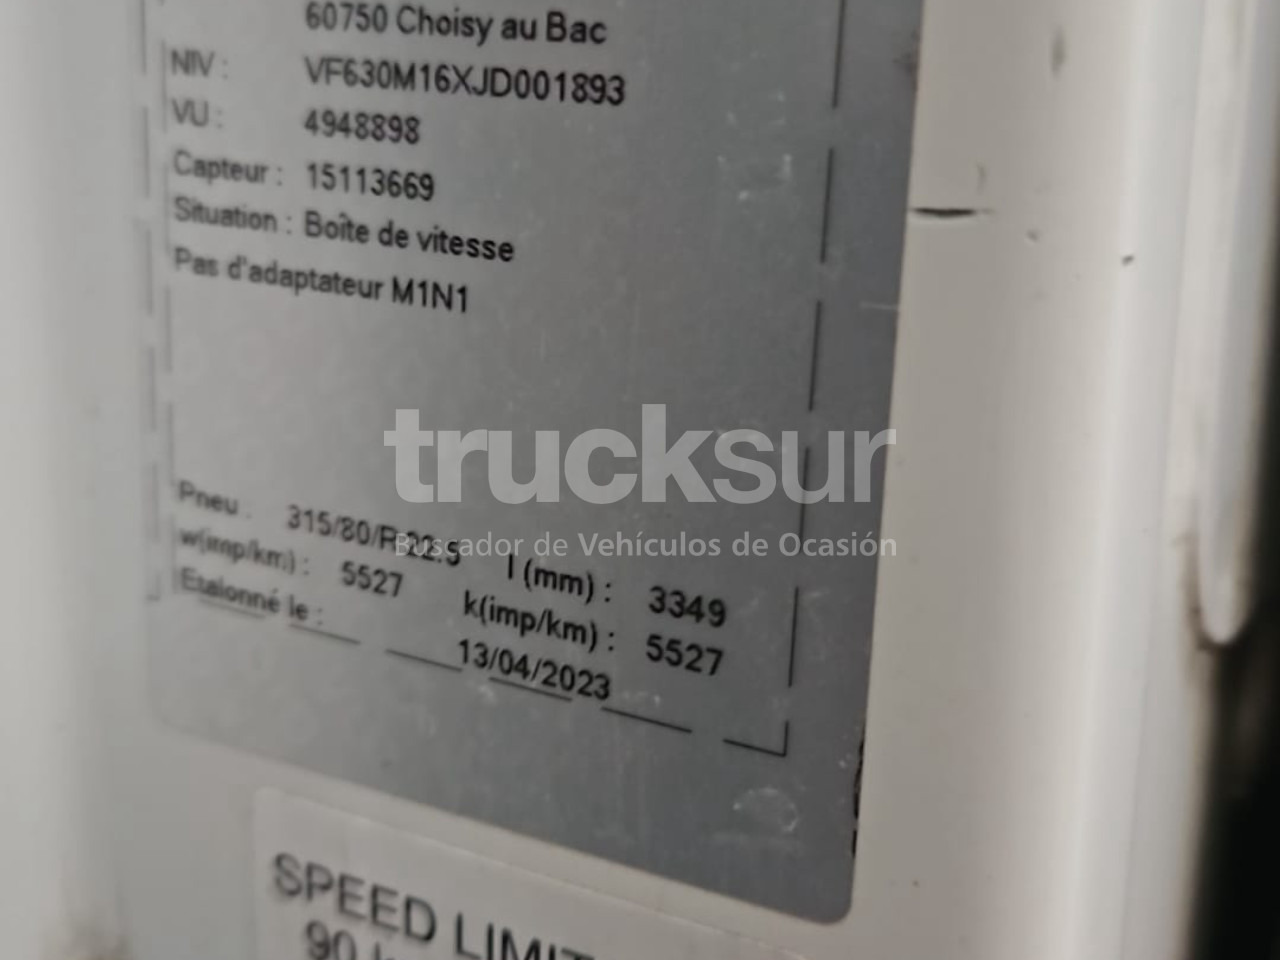 60750 Choisy au Bac
NIV : VF630M16XJD001893
VU : 4948898
Capteur : 15113669
Situation : Boîte de vitesse
Pas d'adaptateur M1N1
trucksur
Buscador de Vehículos de Ocasión
Pneu : 315/80/R 22.5 l (mm) : 3349
w(imp/km) : 5527 k(imp/km) : 5527
Etalonné le : 13/04/2023
SPEED LIMIT
90